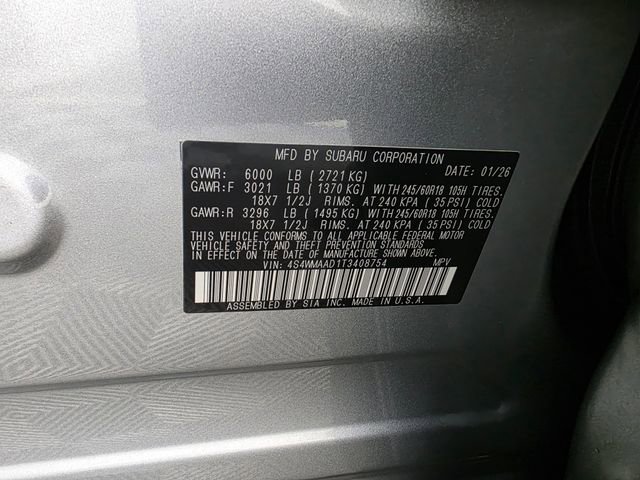 MFD BY SUBARU CORPORATION
GVWR: 6000 LB ( 2721 KG) DATE: 01/26
GAWR:F 3021 LB ( 1370 KG) WITH 245/60R18 105H TIRES.
18X7 1/2J RIMS. AT 240 KPA ( 35 PSI) COLD
GAWR:R 3296 LB ( 1495 KG) WITH 245/60R18 105H TIRES.
18X7 1/2J RIMS. AT 240 KPA ( 35 PSI) COLD
THIS VEHICLE CONFORMS TO ALL APPLICABLE FEDERAL MOTOR
VEHICLE SAFETY AND THEFT PREVENTION STANDARDS
IN EFFECT ON THE DATE OF MANUFACTURE SHOWN ABOVE.
VIN: 4S4WMAAD1T3408754 MPV
ASSEMBLED BY SIA INC. MADE IN U.S.A.